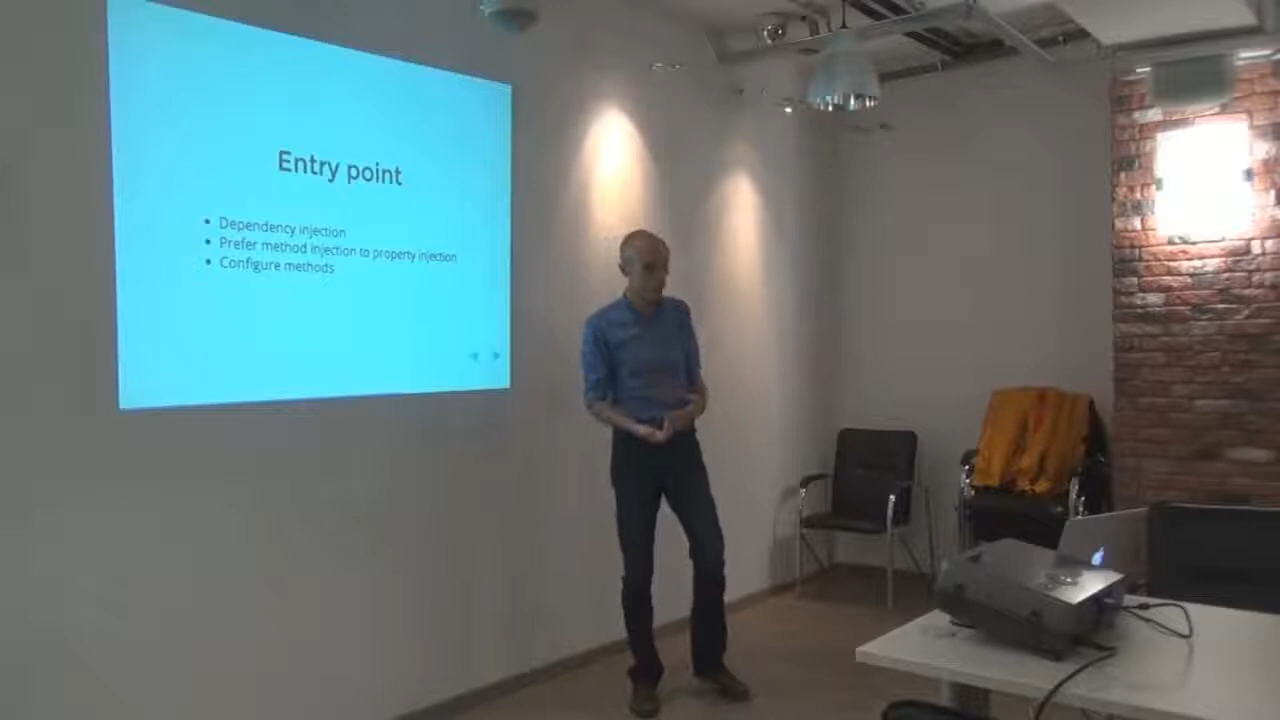 Entry point
Dependency injection
Prefer method injection to property injection
Configure methods